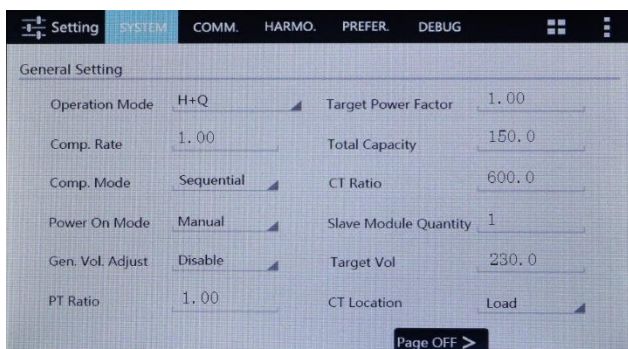 Setting SYSTEM COMM. HARMO. PREFER. DEBUG
General Setting
Operation Mode H+Q Target Power Factor 1.00
Comp. Rate 1.00 Total Capacity 150.0
Comp. Mode Sequential CT Ratio 600.0
Power On Mode Manual Slave Module Quantity 1
Gen. Vol. Adjust Disable Target Vol 230.0
PT Ratio 1.00 CT Location Load
Page OFF >